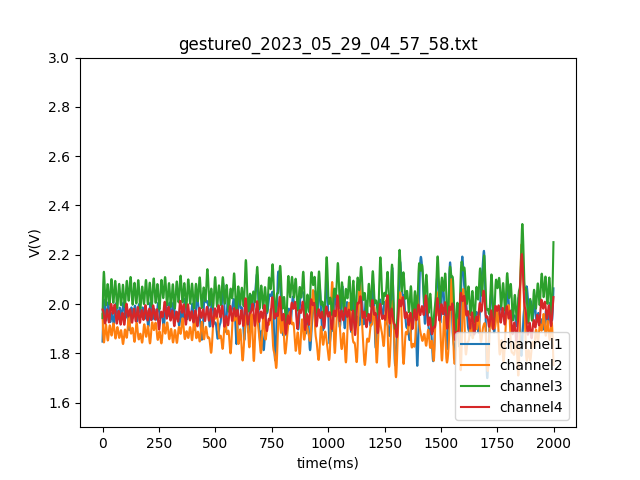 gesture0_2023_05_29_04_57_58.txt
3.0
2.8
2.6
2.4
2.2
2.0
1.8
1.6
V(V)
channel1
channel2
channel3
channel4
0 250 500 750 1000 1250 1500 1750 2000
time(ms)